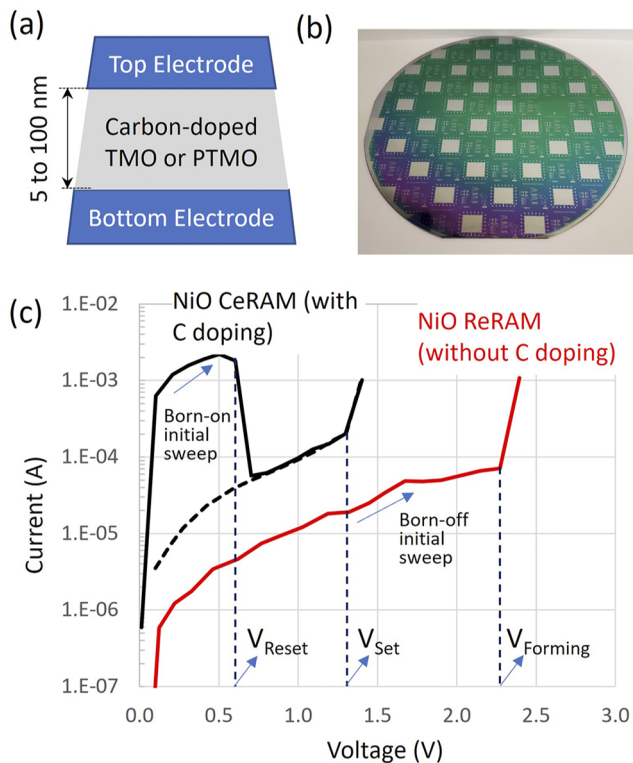 (a)
Top Electrode
5 to 100 nm
Carbon-doped
TMO or PTMO
Bottom Electrode
(b)
(c)
NiO CeRAM (with
C doping)
NiO ReRAM
(without C doping)
Born-on
initial
sweep
Born-off
initial
sweep
V Reset
V Set
V Forming
Current (A)
1.E-02
1.E-03
1.E-04
1.E-05
1.E-06
1.E-07
0.0 0.5 1.0 1.5 2.0 2.5 3.0
Voltage (V)